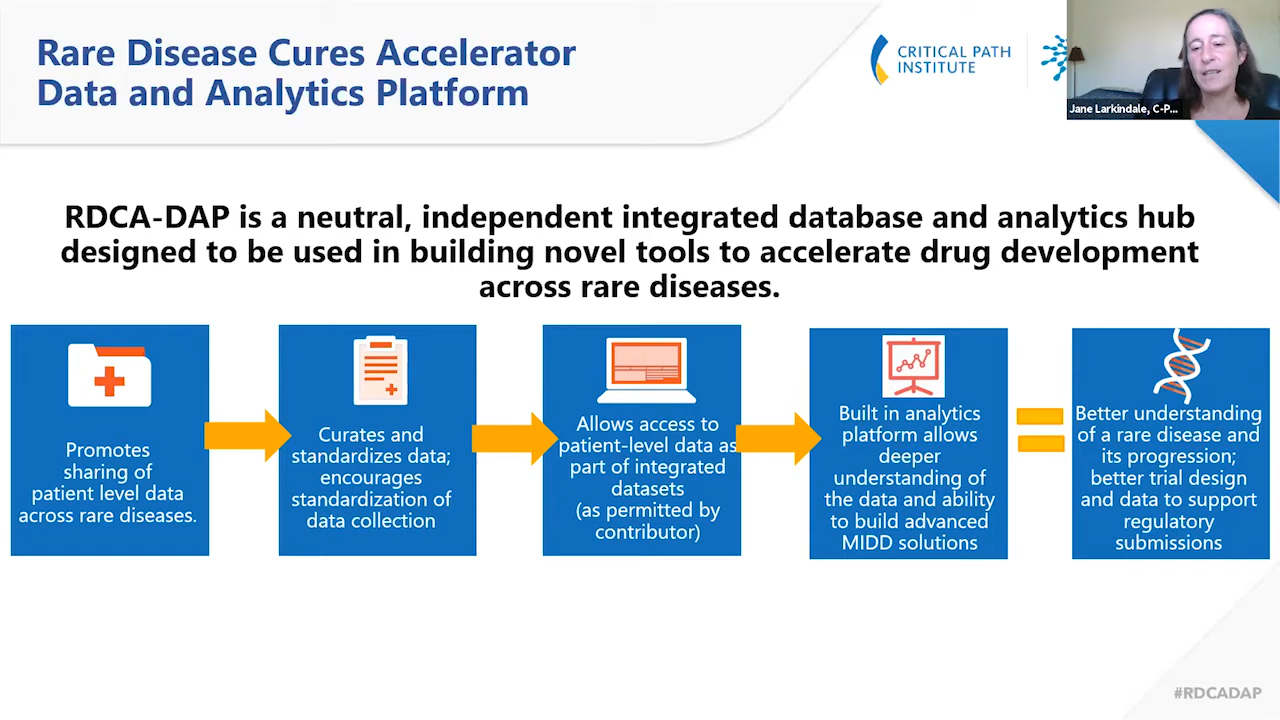 Rare Disease Cures Accelerator
Data and Analytics Platform
CRITICAL PATH
INSTITUTE
Jane Larkindale, C-P...
RDCA-DAP is a neutral, independent integrated database and analytics hub
designed to be used in building novel tools to accelerate drug development
across rare diseases.
Promotes
sharing of
patient level data
across rare diseases.
Curates and
standardizes data;
encourages
standardization of
data collection
Allows access to
patient-level data as
part of integrated
datasets
(as permitted by
contributor)
Built in analytics
platform allows
deeper
understanding of
the data and ability
to build advanced
MIDD solutions
Better understanding
of a rare disease and
its progression;
better trial design
and data to support
regulatory
submissions
#RDCADAP